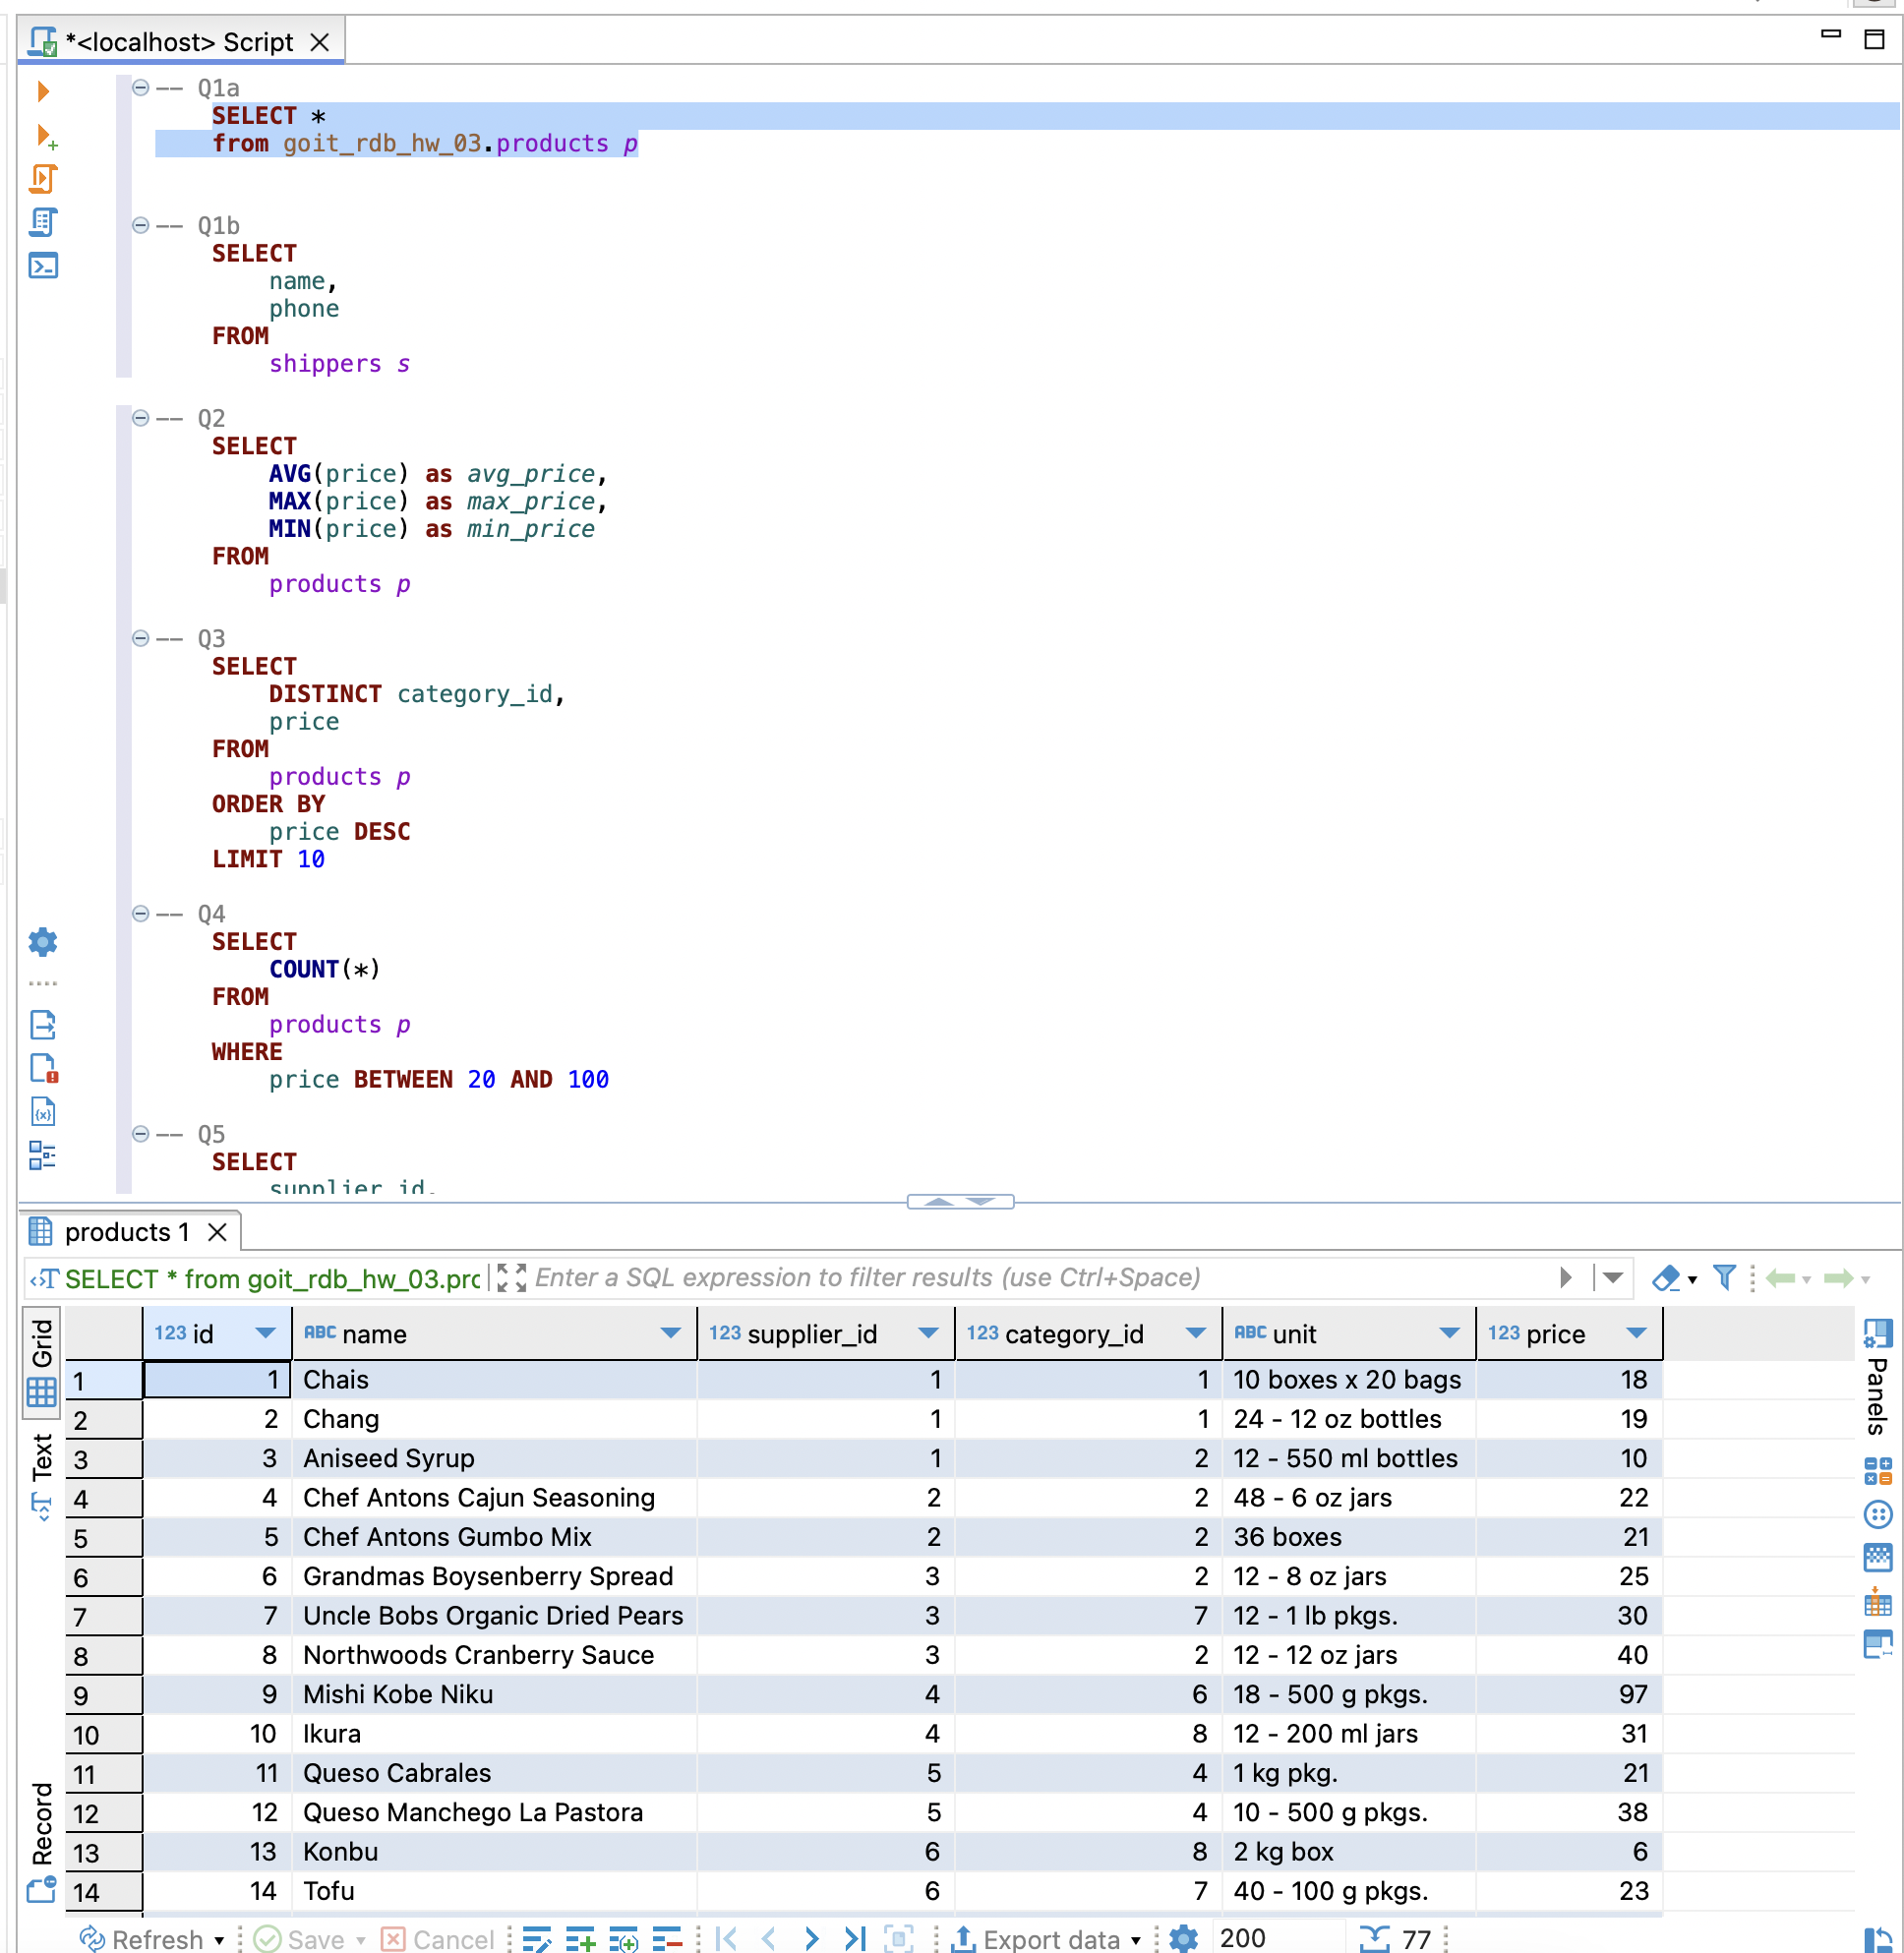 *<localhost> Script
-- Q1a
SELECT *
from goit_rdb_hw_03.products p
-- Q1b
SELECT
name,
phone
FROM
shippers s
-- Q2
SELECT
AVG(price) as avg_price,
MAX(price) as max_price,
MIN(price) as min_price
FROM
products p
-- Q3
SELECT
DISTINCT category_id,
price
FROM
products p
ORDER BY
price DESC
LIMIT 10
-- Q4
SELECT
COUNT(*)
FROM
products p
WHERE
price BETWEEN 20 AND 100
-- Q5
SELECT
supplier_id,
products 1
SELECT * from goit_rdb_hw_03.prc Enter a SQL expression to filter results (use Ctrl+Space)
Grid
Text
Record
Panels
123 id ABC name 123 supplier_id 123 category_id ABC unit 123 price
1 1 Chais 1 1 10 boxes x 20 bags 18
2 2 Chang 1 1 24 - 12 oz bottles 19
3 3 Aniseed Syrup 1 2 12 - 550 ml bottles 10
4 4 Chef Antons Cajun Seasoning 2 2 48 - 6 oz jars 22
5 5 Chef Antons Gumbo Mix 2 2 36 boxes 21
6 6 Grandmas Boysenberry Spread 3 2 12 - 8 oz jars 25
7 7 Uncle Bobs Organic Dried Pears 3 7 12 - 1 lb pkgs. 30
8 8 Northwoods Cranberry Sauce 3 2 12 - 12 oz jars 40
9 9 Mishi Kobe Niku 4 6 18 - 500 g pkgs. 97
10 10 Ikura 4 8 12 - 200 ml jars 31
11 11 Queso Cabrales 5 4 1 kg pkg. 21
12 12 Queso Manchego La Pastora 5 4 10 - 500 g pkgs. 38
13 13 Konbu 6 8 2 kg box 6
14 14 Tofu 6 7 40 - 100 g pkgs. 23
Refresh Save Cancel Export data 200 77